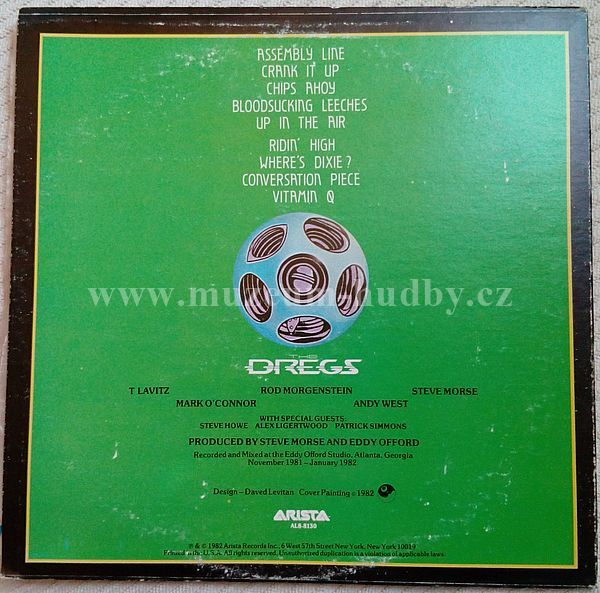 ASSEMBLY LINE
CRANK IT UP
CHIPS AHOY
BLOODSUCKING LEECHES
UP IN THE AIR
RIDIN' HIGH
WHERE'S DIXIE?
CONVERSATION PIECE
VITAMIN Q
www.muzeum-hudby.cz
THE
DREGS
T LAVITZ ROD MORGENSTEIN STEVE MORSE
MARK O'CONNOR ANDY WEST
WITH SPECIAL GUESTS:
STEVE HOWE ALEX LIGERTWOOD PATRICK SIMMONS
PRODUCED BY STEVE MORSE AND EDDY OFFORD
Recorded and Mixed at the Eddy Offord Studio, Atlanta, Georgia
November 1981 – January 1982
Design – Daved Levitan Cover Painting © 1982
ARISTA
AL8-8130
℗ & © 1982 Arista Records Inc., 6 West 57th Street New York, New York 10019
Printed in the U.S.A. All rights reserved. Unauthorized duplication is a violation of applicable laws.